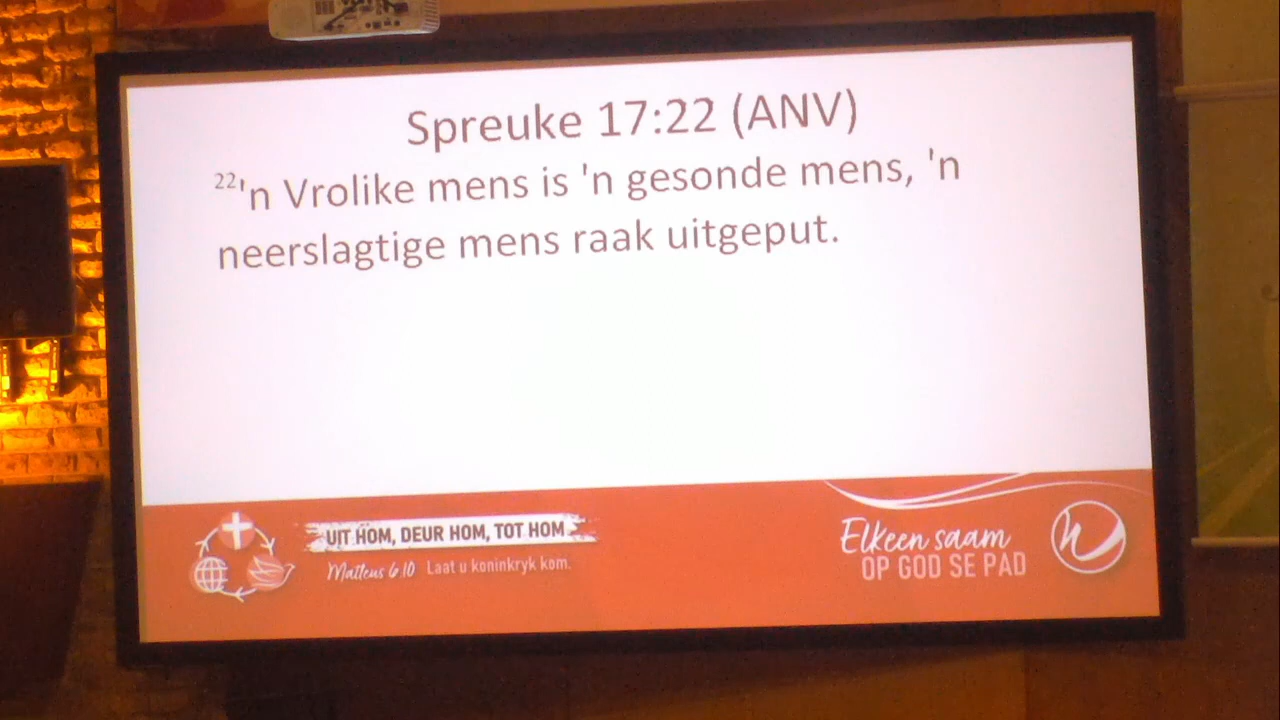 Spreuke 17:22 (ANV)
22'n Vrolike mens is 'n gesonde mens, 'n
neerslagtige mens raak uitgeput.
UIT HOM, DEUR HOM, TOT HOM
Matteus 6:10 Laat u koninkryk kom.
Elkeen saam
OP GOD SE PAD